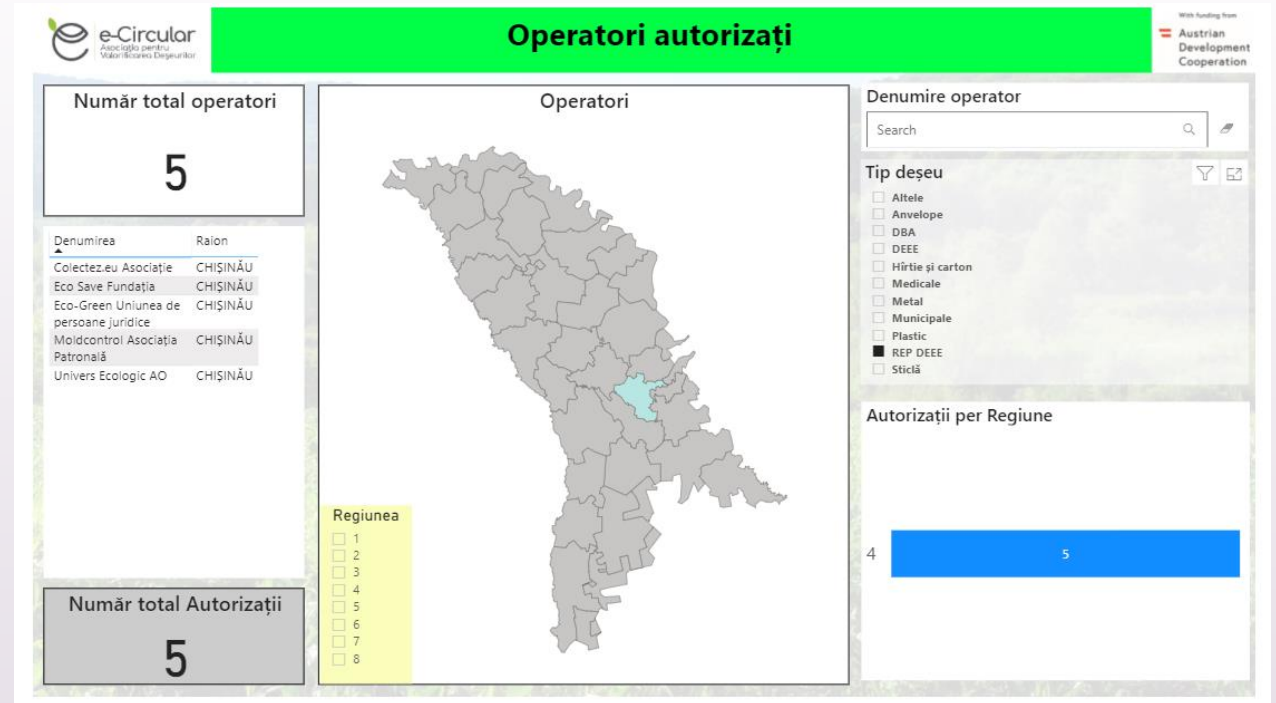 e-Circular
Asociația pentru
Valorificarea Deșeurilor
Operatori autorizați
With funding from
Austrian
Development
Cooperation
Număr total operatori
5
Denumirea Raion
Colectez.eu Asociație CHIȘINĂU
Eco Save Fundația CHIȘINĂU
Eco-Green Uniunea de CHIȘINĂU
persoane juridice
Moldcontrol Asociația CHIȘINĂU
Patronală
Univers Ecologic AO CHIȘINĂU
Număr total Autorizații
5
Operatori
Regiunea
1
2
3
4
5
6
7
8
Denumire operator
Search
Tip deșeu
Altele
Anvelope
DBA
DEEE
Hîrtie și carton
Medicale
Metal
Municipale
Plastic
REP DEEE
Sticlă
Autorizații per Regiune
4 5